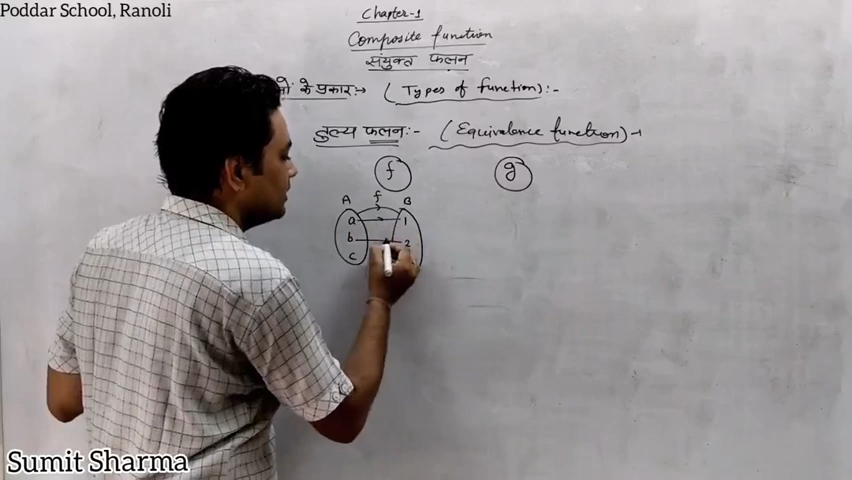 Poddar School, Ranoli
Chapter-1
Composite function
संयुक्त फलन
के प्रकार:→ (Types of function):-
तुल्य फलन:- (Equivalence function)→
f g
A f B
a 1
b 2
c
Sumit Sharma